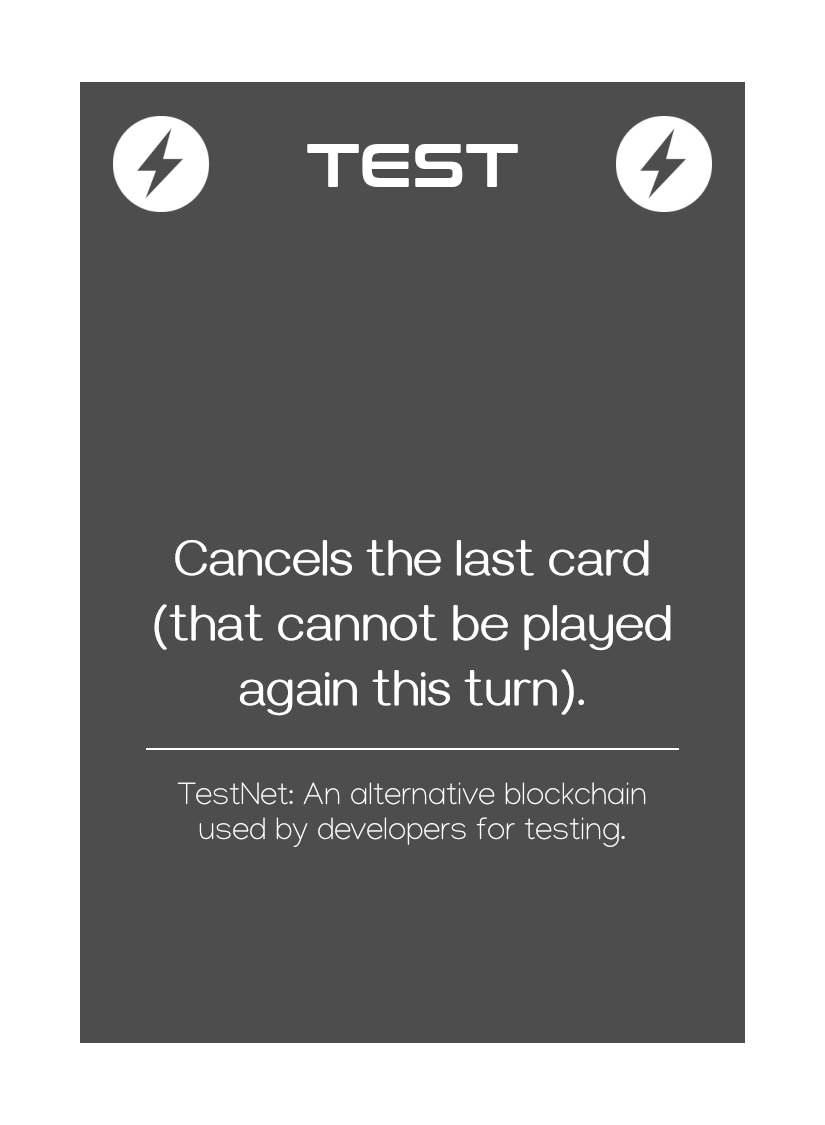 TEST
Cancels the last card
(that cannot be played
again this turn).
TestNet: An alternative blockchain
used by developers for testing.